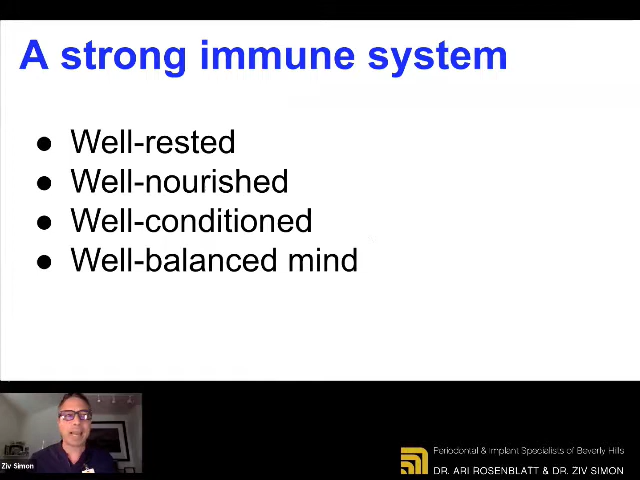 A strong immune system
● Well-rested
● Well-nourished
● Well-conditioned
● Well-balanced mind
Ziv Simon
Periodontal & Implant Specialists of Beverly Hills
DR. ARI ROSENBLATT & DR. ZIV SIMON